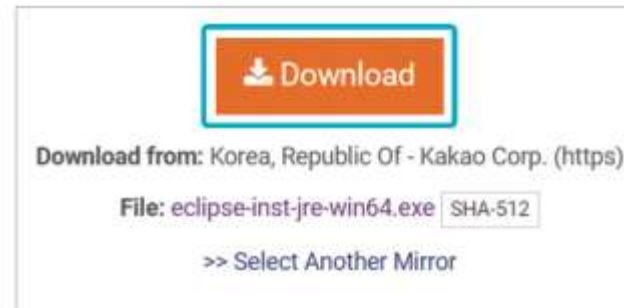 Download
Download from: Korea, Republic Of - Kakao Corp. (https)
File: eclipse-inst-jre-win64.exe SHA-512
>> Select Another Mirror